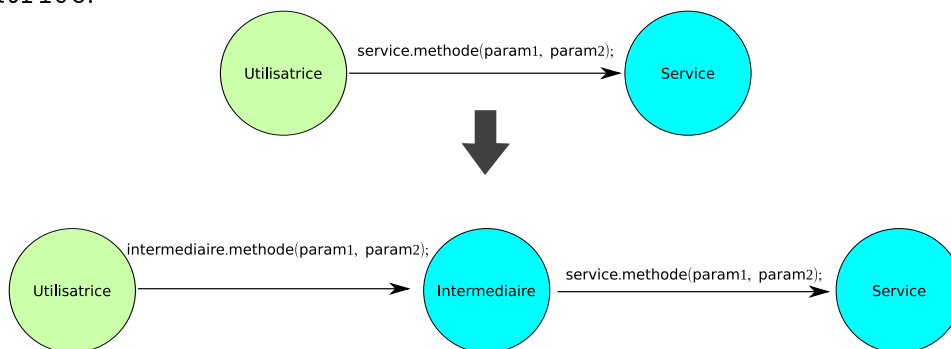 service.methode(param1, param2);
Utilisatrice
Service
intermediaire.methode(param1, param2);
service.methode(param1, param2);
Utilisatrice
Intermediaire
Service